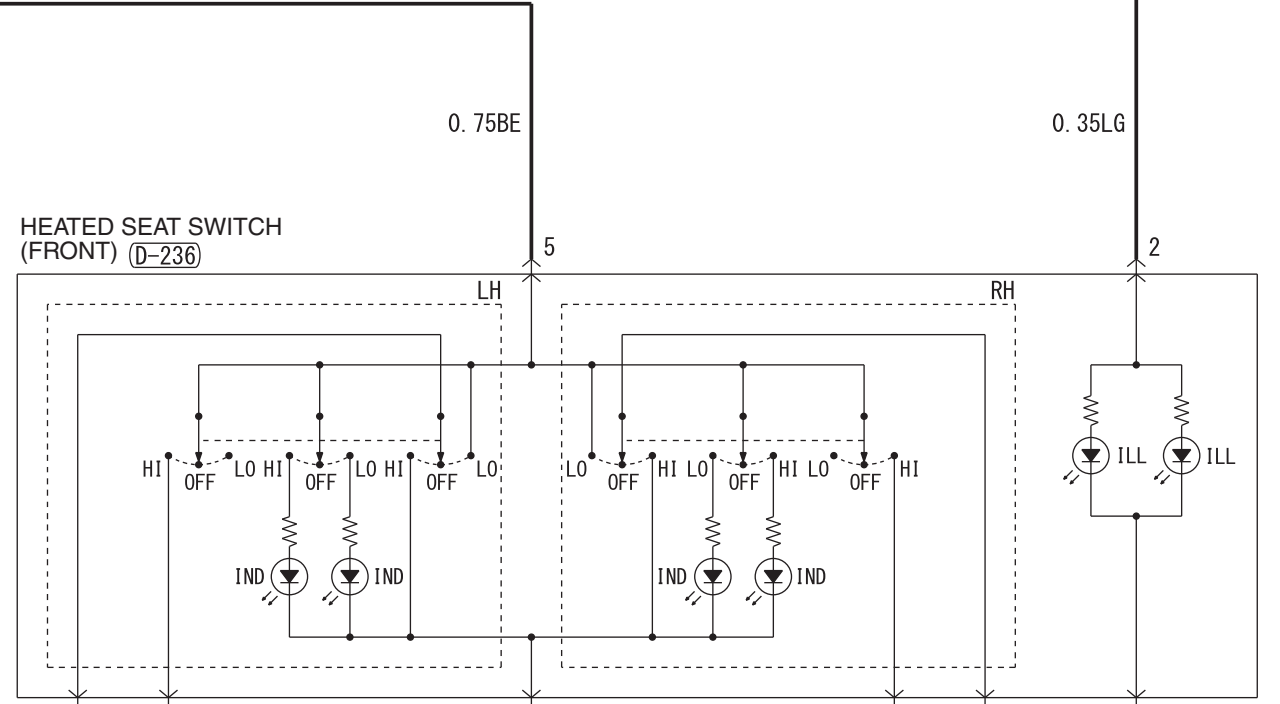 0. 75BE
0. 35LG
HEATED SEAT SWITCH
(FRONT) D-236
5
2
LH
RH
HI OFF LO HI OFF LO HI OFF LO
LO OFF HI LO OFF HI LO OFF HI
ILL ILL
IND IND
IND IND